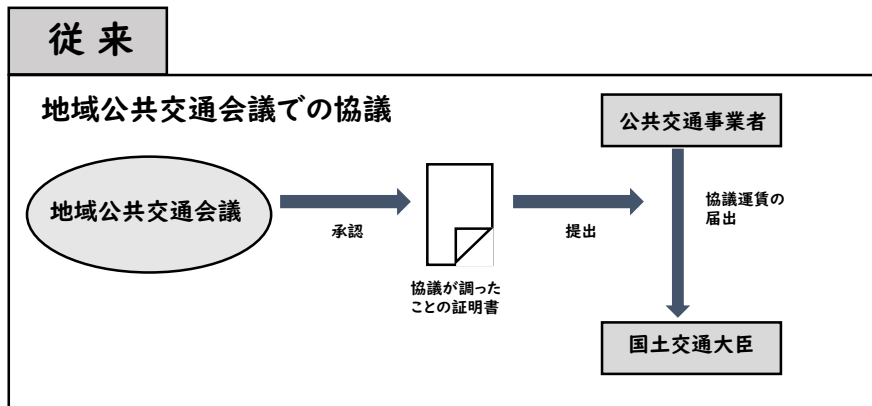 従 来
地域公共交通会議での協議
公共交通事業者
地域公共交通会議
承認
提出
協議運賃の
届出
協議が調った
ことの証明書
国土交通大臣